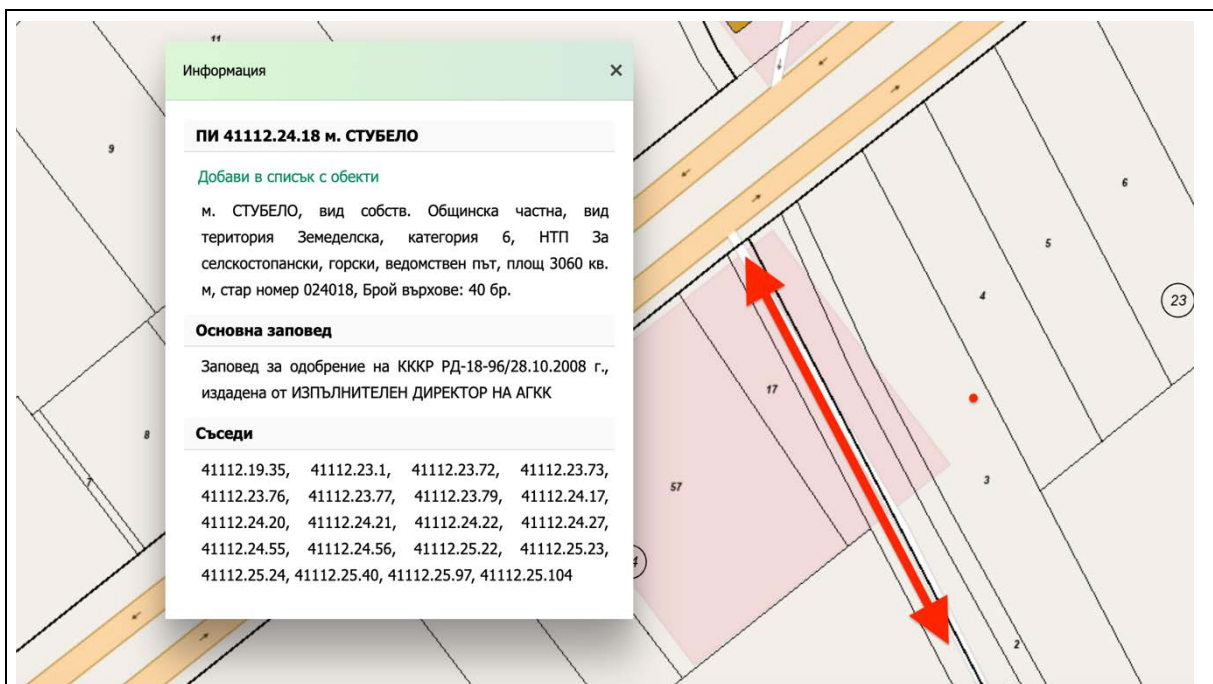 11
Информация
×
ПИ 41112.24.18 м. СТУБЕЛО
Добави в списък с обекти
м. СТУБЕЛО, вид собств. Общинска частна, вид
територия Земеделска, категория 6, НТП За
селскостопански, горски, ведомствен път, площ 3060 кв.
м, стар номер 024018, Брой върхове: 40 бр.
Основна заповед
Заповед за одобрение на КККР РД-18-96/28.10.2008 г.,
издадена от ИЗПЪЛНИТЕЛЕН ДИРЕКТОР НА АГКК
Съседи
41112.19.35, 41112.23.1, 41112.23.72, 41112.23.73,
41112.23.76, 41112.23.77, 41112.23.79, 41112.24.17,
41112.24.20, 41112.24.21, 41112.24.22, 41112.24.27,
41112.24.55, 41112.24.56, 41112.25.22, 41112.25.23,
41112.25.24, 41112.25.40, 41112.25.97, 41112.25.104
9
8
7
6
5
4
23
17
3
57
2